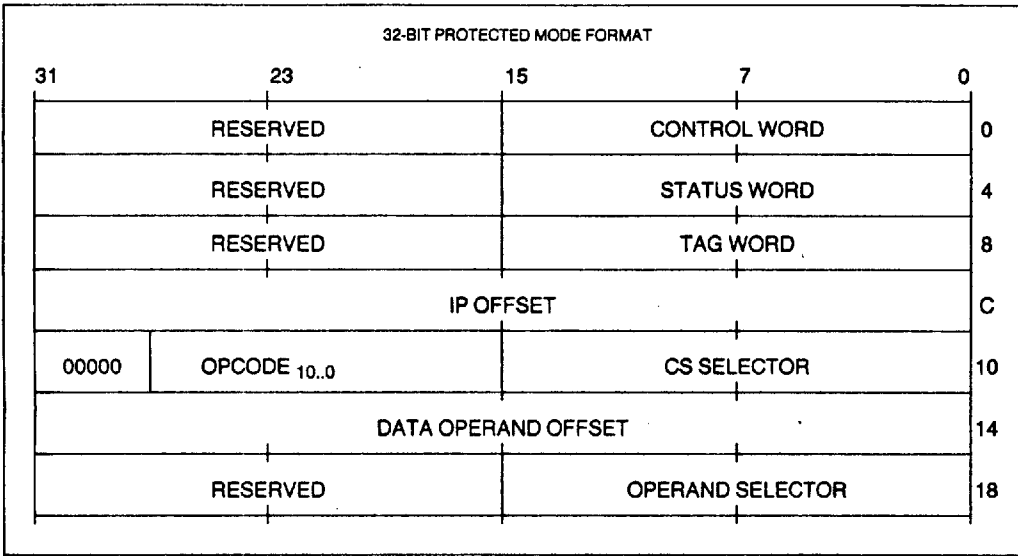 32-BIT PROTECTED MODE FORMAT
31 23 15 7 0
RESERVED CONTROL WORD 0
RESERVED STATUS WORD 4
RESERVED TAG WORD 8
IP OFFSET C
00000 OPCODE 10..0 CS SELECTOR 10
DATA OPERAND OFFSET 14
RESERVED OPERAND SELECTOR 18